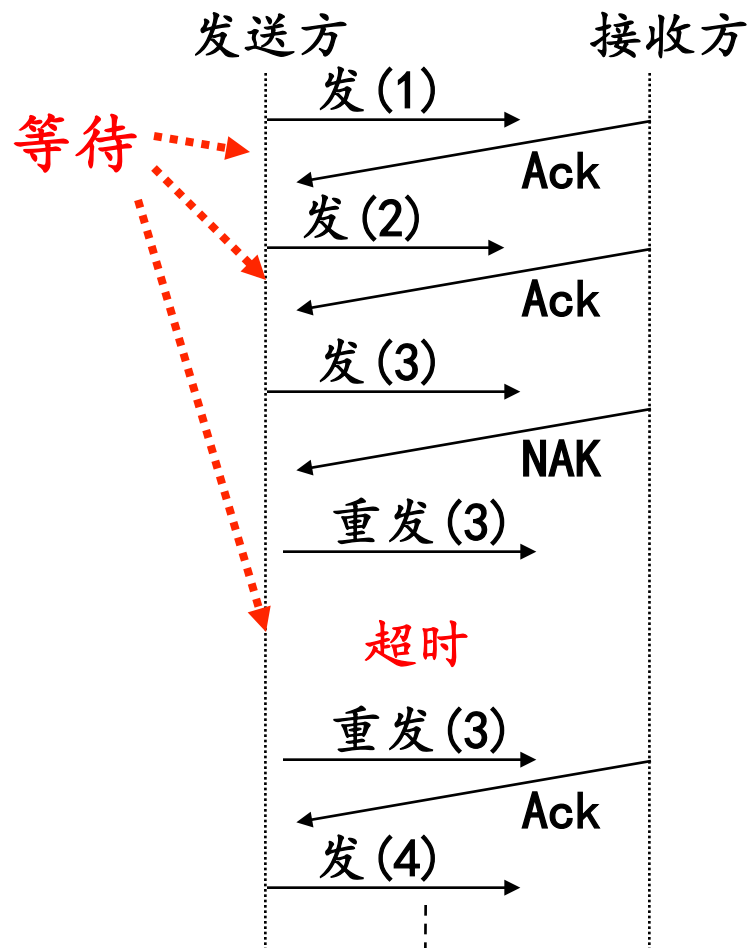 发送方 接收方
发(1)
等待
Ack
发(2)
Ack
发(3)
NAK
重发(3)
超时
重发(3)
Ack
发(4)